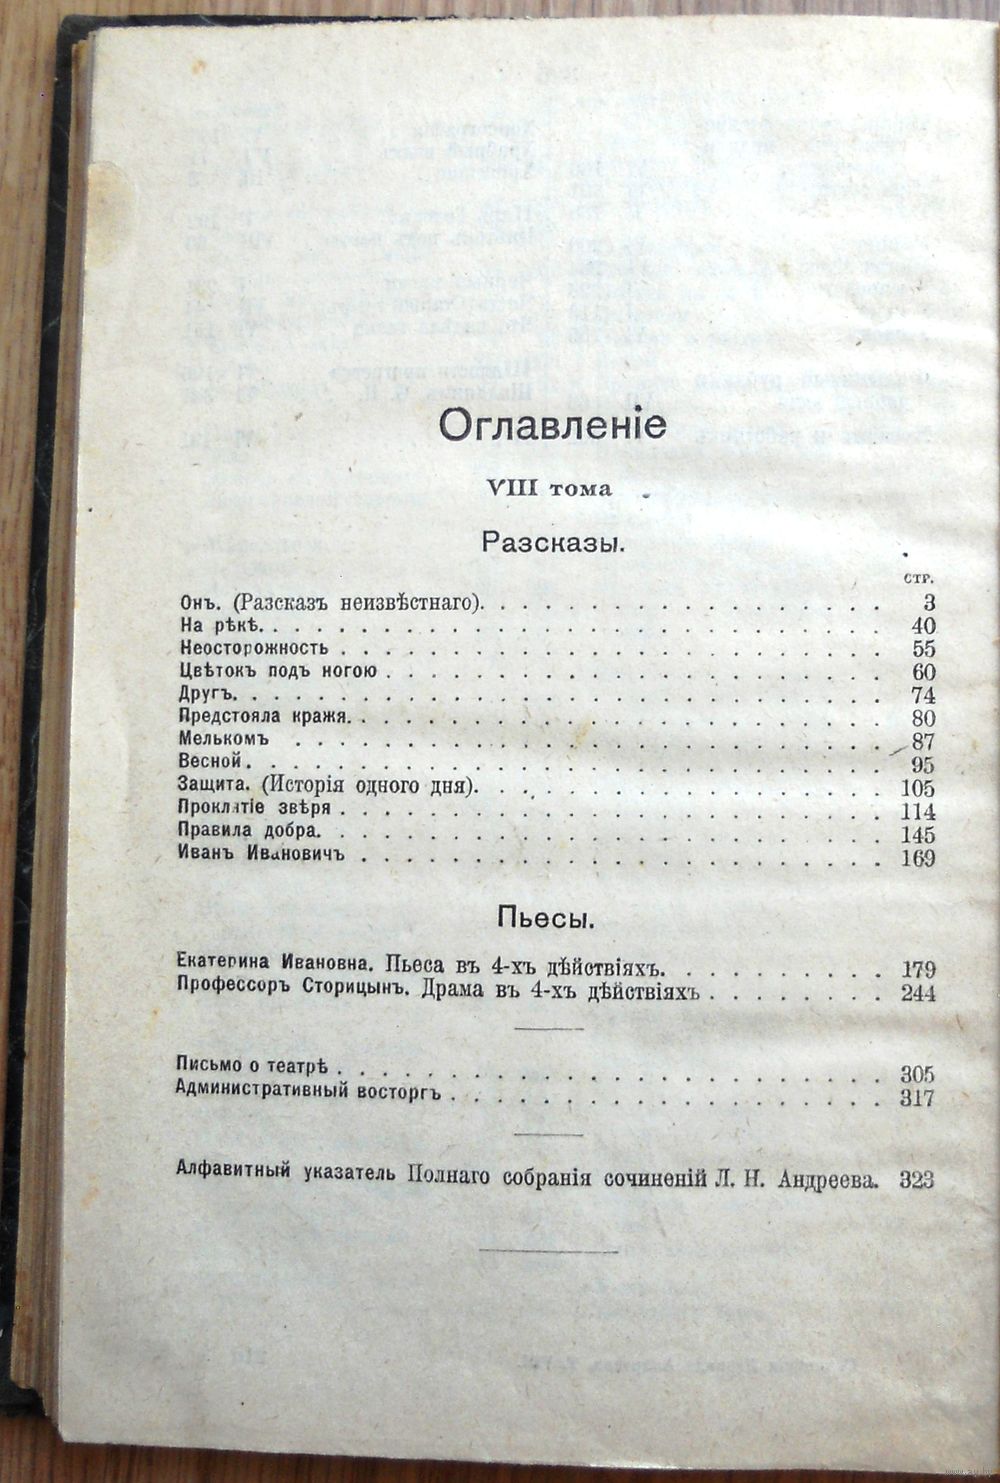 Оглавленіе
VIII тома
Разсказы.
СТР.
Онъ. (Разсказъ неизвѣстнаго). 3
На рѣкѣ. 40
Неосторожность 55
Цвѣтокъ подъ ногою 60
Другъ. 74
Предстояла кража. 80
Мелькомъ 87
Весной. 95
Защита. (Исторія одного дня). 105
Проклятіе звѣря 114
Правила добра. 145
Иванъ Ивановичъ 169
Пьесы.
Екатерина Ивановна. Пьеса въ 4-хъ дѣйствіяхъ. 179
Профессоръ Сторицынъ. Драма въ 4-хъ дѣйствіяхъ 244
Письмо о театрѣ 305
Административный восторгъ 317
Алфавитный указатель Полнаго собранія сочиненій Л. Н. Андреева. 323